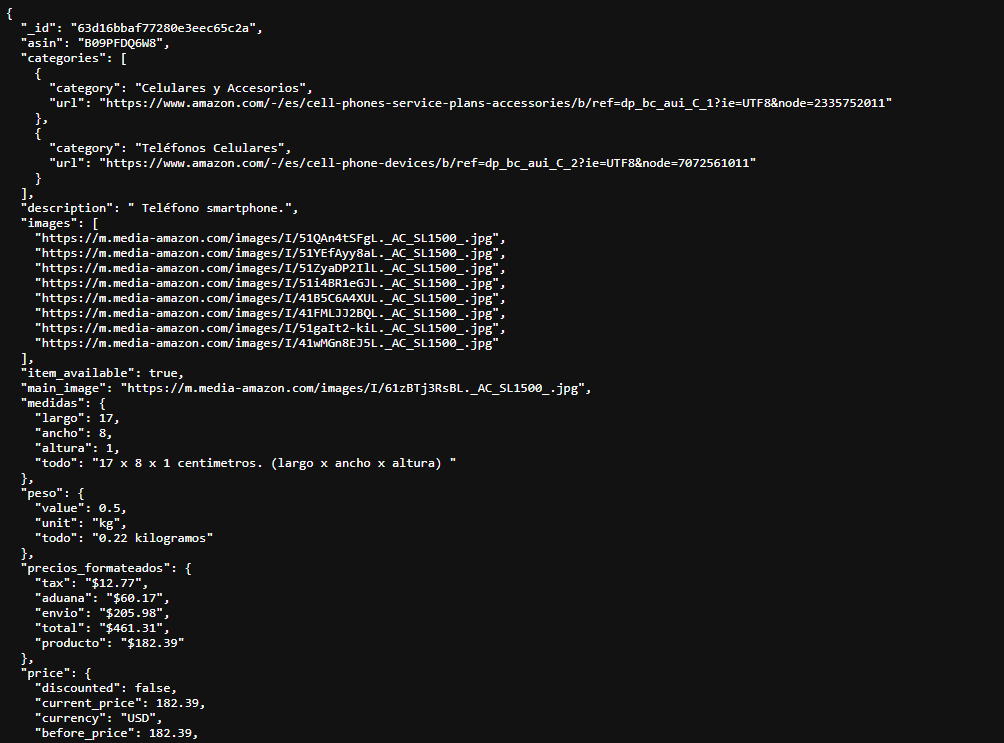 {
  "_id": "63d16bbaf77280e3eec65c2a",
  "asin": "B09PFDQ6W8",
  "categories": [
    {
      "category": "Celulares y Accesorios",
      "url": "https://www.amazon.com/-/es/cell-phones-service-plans-accessories/b/ref=dp_bc_aui_C_1?ie=UTF8&node=2335752011"
    },
    {
      "category": "Teléfonos Celulares",
      "url": "https://www.amazon.com/-/es/cell-phone-devices/b/ref=dp_bc_aui_C_2?ie=UTF8&node=7072561011"
    }
  ],
  "description": " Teléfono smartphone.",
  "images": [
    "https://m.media-amazon.com/images/I/51QAn4tSFgL._AC_SL1500_.jpg",
    "https://m.media-amazon.com/images/I/51YEfAyy8aL._AC_SL1500_.jpg",
    "https://m.media-amazon.com/images/I/51ZyaDP2IlL._AC_SL1500_.jpg",
    "https://m.media-amazon.com/images/I/51i4BR1eGJL._AC_SL1500_.jpg",
    "https://m.media-amazon.com/images/I/41B5C6A4XUL._AC_SL1500_.jpg",
    "https://m.media-amazon.com/images/I/41FMLJJ2BQL._AC_SL1500_.jpg",
    "https://m.media-amazon.com/images/I/51gaIt2-kiL._AC_SL1500_.jpg",
    "https://m.media-amazon.com/images/I/41wMGn8EJ5L._AC_SL1500_.jpg"
  ],
  "item_available": true,
  "main_image": "https://m.media-amazon.com/images/I/61zBTj3RsBL._AC_SL1500_.jpg",
  "medidas": {
    "largo": 17,
    "ancho": 8,
    "altura": 1,
    "todo": "17 x 8 x 1 centimetros. (largo x ancho x altura) "
  },
  "peso": {
    "value": 0.5,
    "unit": "kg",
    "todo": "0.22 kilogramos"
  },
  "precios_formateados": {
    "tax": "$12.77",
    "aduana": "$60.17",
    "envio": "$205.98",
    "total": "$461.31",
    "producto": "$182.39"
  },
  "price": {
    "discounted": false,
    "current_price": 182.39,
    "currency": "USD",
    "before_price": 182.39,